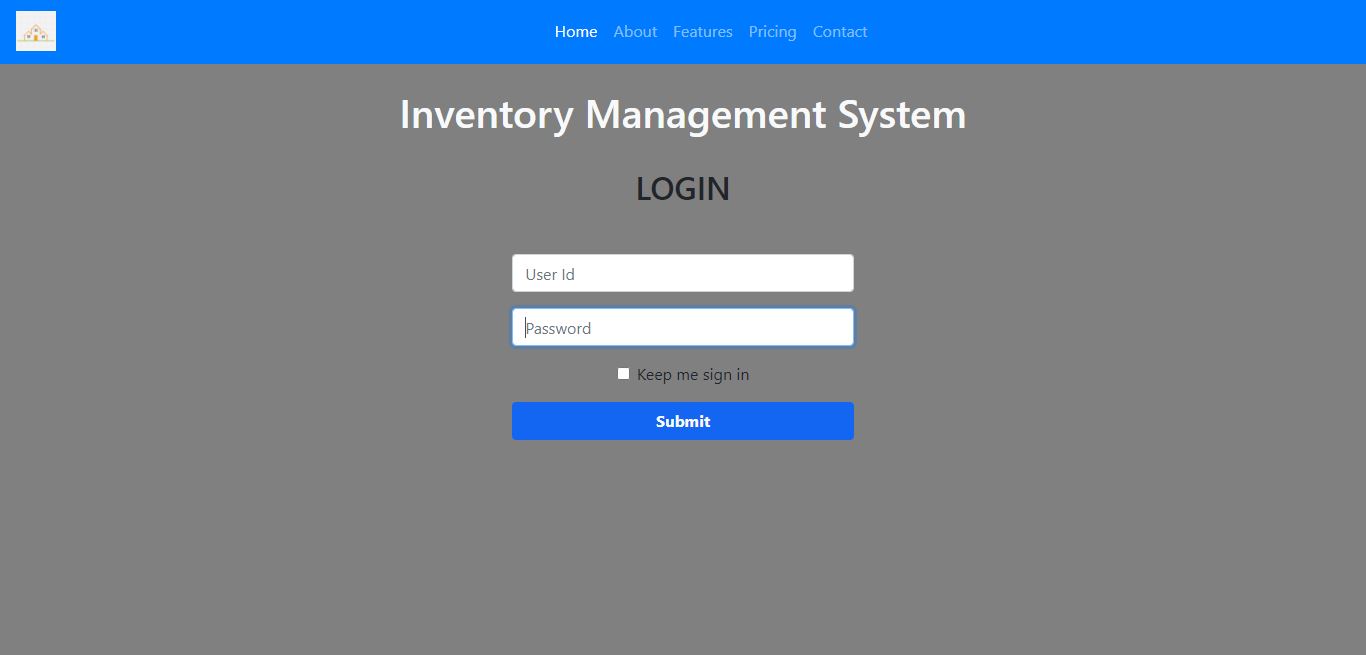 Home About Features Pricing Contact
Inventory Management System
LOGIN
User Id
Password
Keep me sign in
Submit